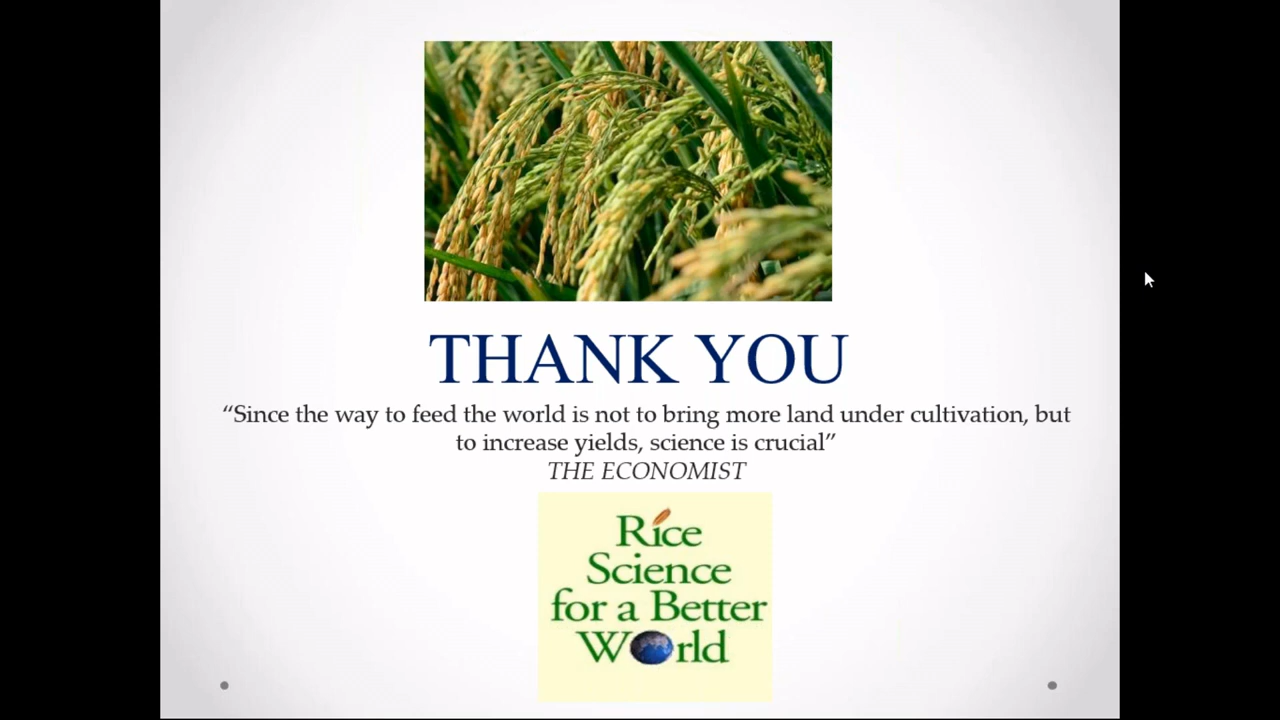 THANK YOU
“Since the way to feed the world is not to bring more land under cultivation, but
to increase yields, science is crucial”
THE ECONOMIST
Rice
Science
for a Better
World